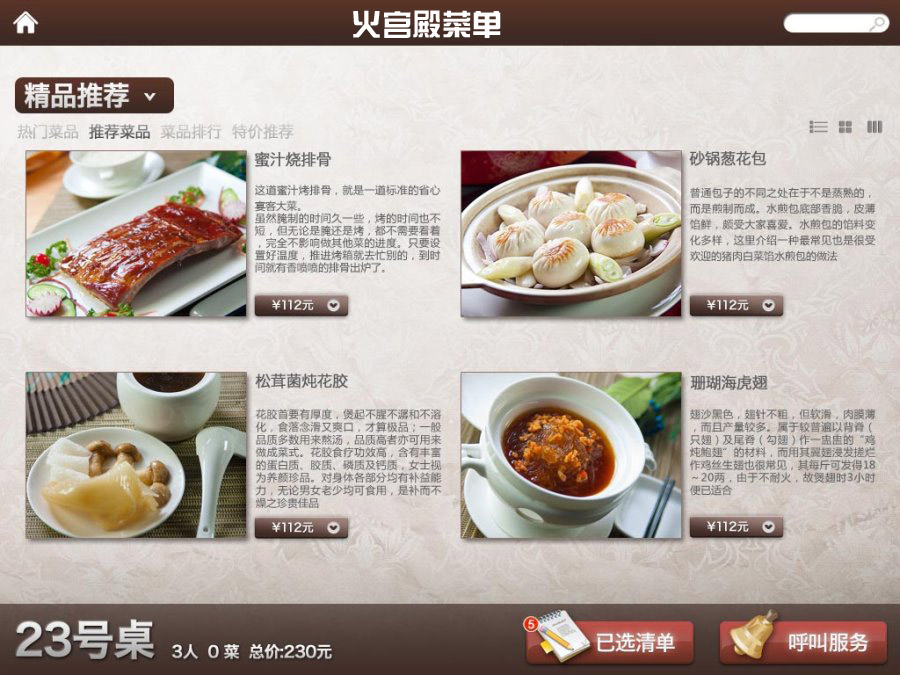 火宫殿菜单
精品推荐
热门菜品 推荐菜品 菜品排行 特价推荐
蜜汁烧排骨
这道蜜汁烤排骨，就是一道标准的省心
宴客大菜。
虽然腌制的时间久一些，烤的时间也不
短，但无论是腌还是烤，都不需要看着
，完全不影响做其他菜的进度。只要设
置好温度，推进烤箱就去忙别的，到时
间就有香喷喷的排骨出炉了。
¥112元
砂锅葱花包
普通包子的不同之处在于不是蒸熟的，
而是煎制而成。水煎包底部香脆，皮薄
馅鲜，颇受大家喜爱。水煎包的馅料变
化多样，这里介绍一种最常见也是很受
欢迎的猪肉白菜馅水煎包的做法
¥112元
松茸菌炖花胶
花胶首要有厚度，煲起不腥不潺和不溶
化，食落念滑又爽口，才算极品；一般
品质多数用来熬汤，品质高者亦可用来
做成菜式。花胶食疗功效高，含有丰富
的蛋白质、胶质、磷质及钙质，女士视
为养颜珍品。对身体各部分均有补益能
力，无论男女老少均可食用，是补而不
燥之珍贵佳品
¥112元
珊瑚海虎翅
翅沙黑色，翅针不粗，但软滑，肉膜薄
，而且产量较多。属于较普遍以背脊（
只翅）及尾脊（勾翅）作一盅盅的“鸡
炖鲍翅”的材料，而用其翼翅浸发搓烂
作鸡丝生翅也很常见，其每斤可发得18
～20两，由于不耐火，故煲翅时3小时
便已适合
¥112元
23号桌
3人 0 菜 总价:230元
5
已选清单
呼叫服务